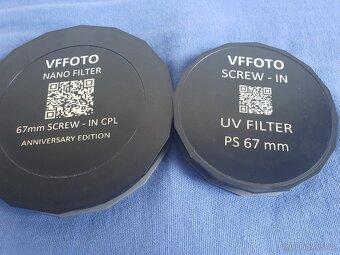 VFFOTO
NANO FILTER
67mm SCREW - IN CPL
ANNIVERSARY EDITION
VFFOTO
SCREW - IN
UV FILTER
PS 67 mm